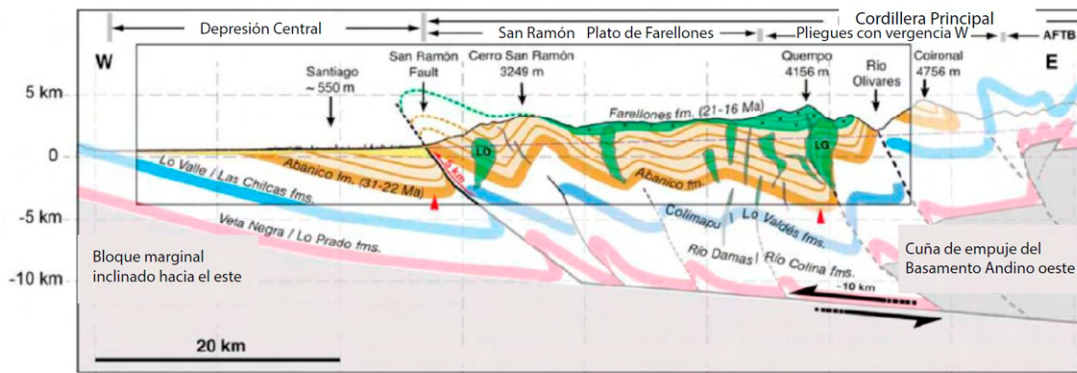 Cordillera Principal
Depresión Central
San Ramón Plato de Farellones
Pliegues con vergencia W
AFTB
W
E
San Ramón
Fault
Cerro San Ramón
3249 m
Quempo
4156 m
Río
Olivares
Coironal
4756 m
Santiago
~ 550 m
5 km
0
-5 km
-10 km
Farellones fm. (21-16 Ma)
LO
LG
~5 km
Abanico fm. (31-22 Ma)
Abanico fm.
Lo Valle / Las Chilcas fms.
Colimapu
Lo Valdés fms.
Veta Negra / Lo Prado fms.
Río Damas
Río Colina fms.
Bloque marginal
inclinado hacia el este
Cuña de empuje del
Basamento Andino oeste
~10 km
20 km